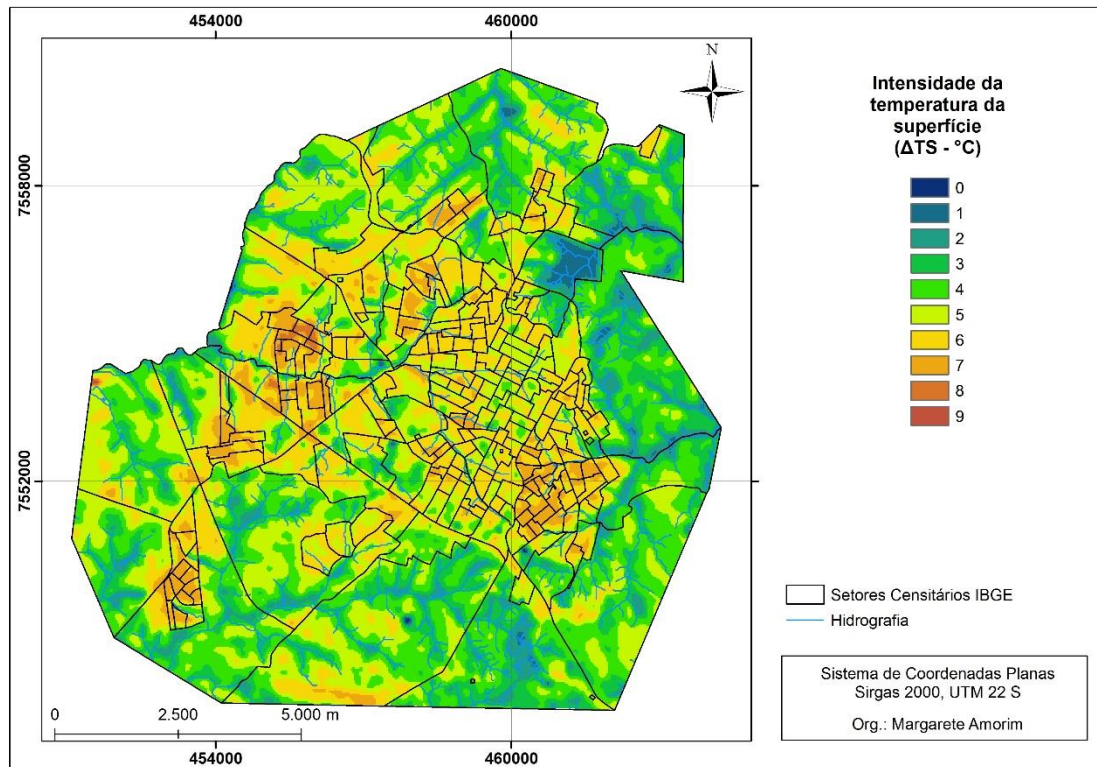 454000
460000
N
7558000
7552000
Intensidade da
temperatura da
superfície
(ΔTS - °C)
0
1
2
3
4
5
6
7
8
9
Setores Censitários IBGE
Hidrografia
Sistema de Coordenadas Planas
Sirgas 2000, UTM 22 S
Org.: Margarete Amorim
0 2.500 5.000 m
454000
460000